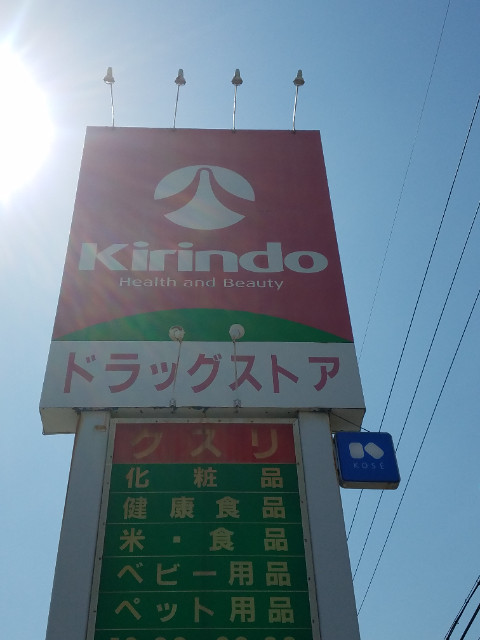 Kirindo
Health and Beauty
ドラッグストア
クスリ
化粧品
KOSÉ
健康食品
米・食品
ベビー用品
ペット用品